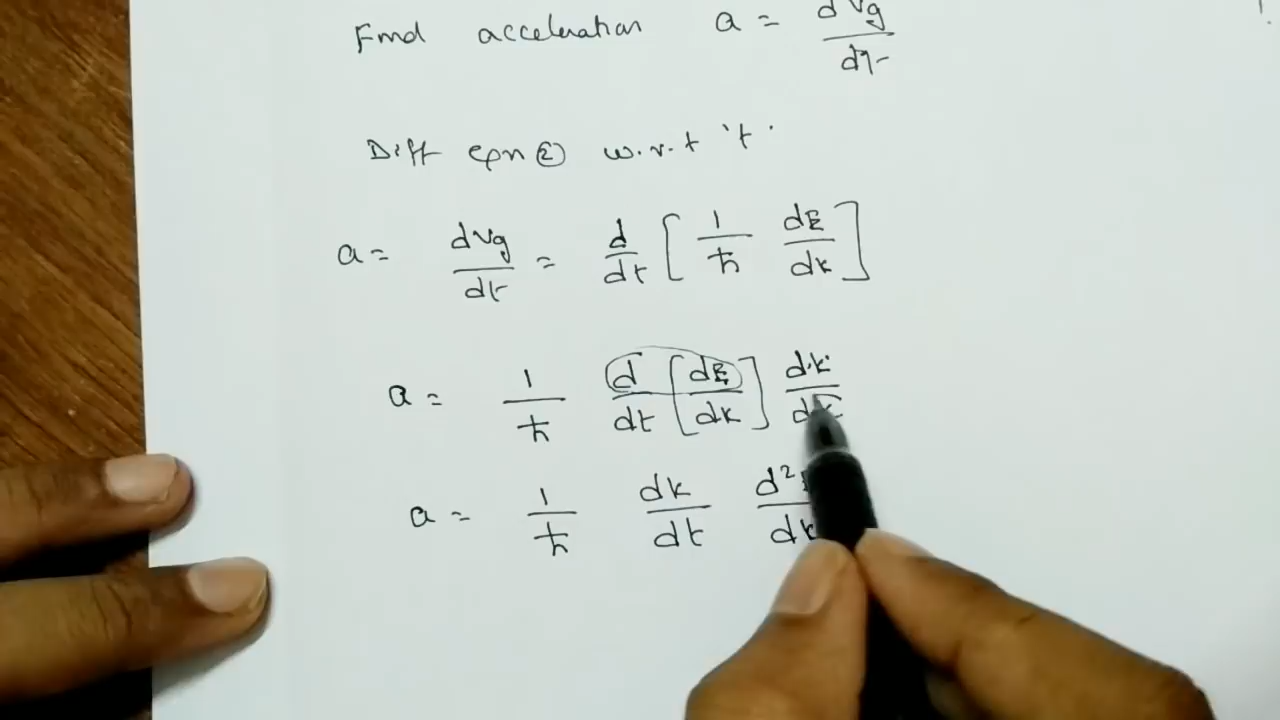 Find acceleration a = dVg/dt
Diff eqn ② w.r.t 't'
a = dVg/dt = d/dt [ 1/ħ dE/dk ]
a = 1/ħ d/dt [ dE/dk ] dk/dk
a = 1/ħ dk/dt d²